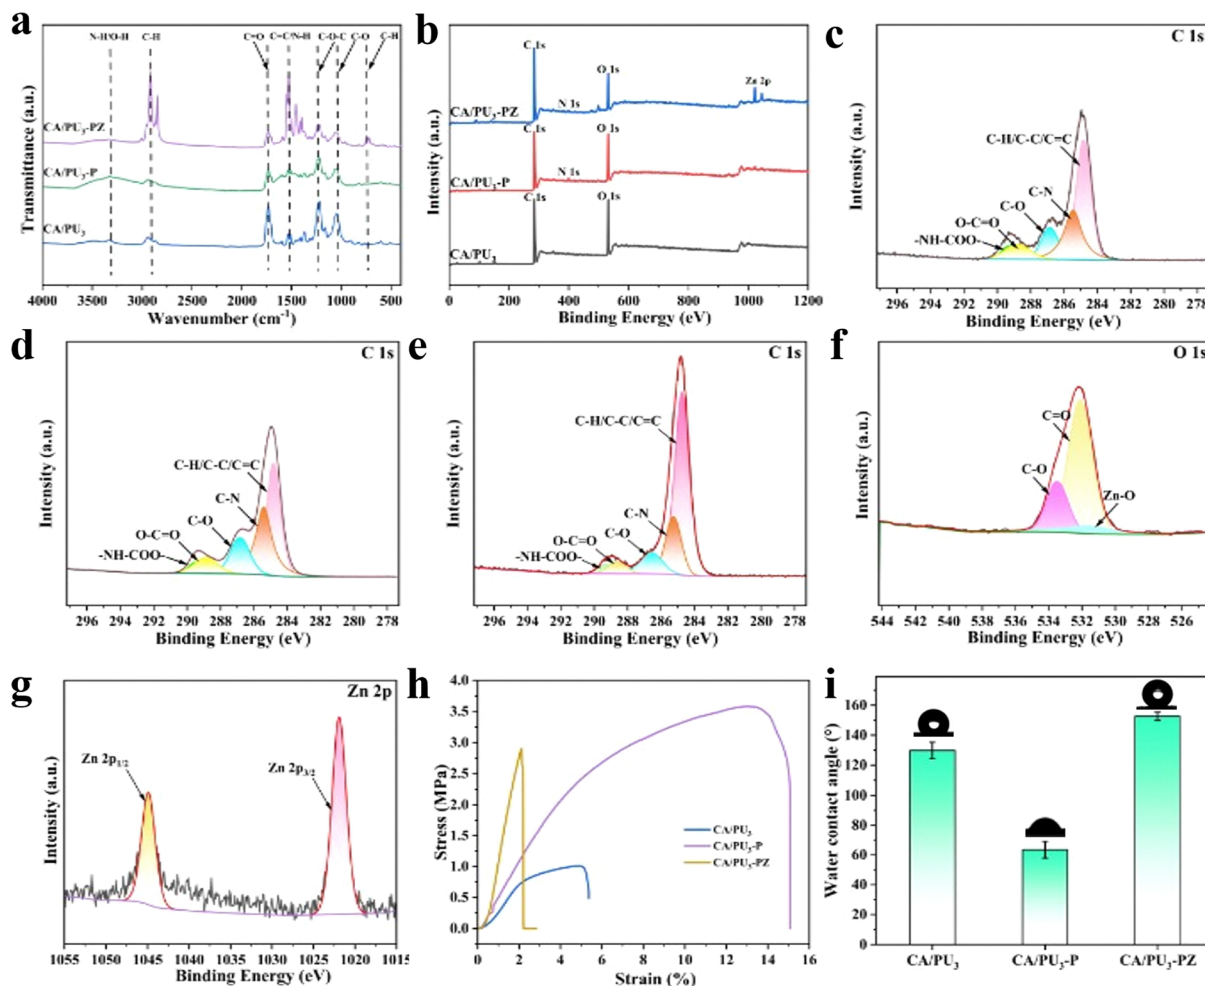 a
N-H/O-H C-H C=O C=C/N-H C-O-C C-O C-H
Transmittance (a.u.)
CA/PU3-PZ
CA/PU3-P
CA/PU3
4000 3500 3000 2500 2000 1500 1000 500
Wavenumber (cm-1)
b
C 1s O 1s Zn 2p
N 1s
CA/PU3-PZ
C 1s O 1s
N 1s
CA/PU3-P
C 1s O 1s
CA/PU3
Intensity (a.u.)
0 200 400 600 800 1000 1200
Binding Energy (eV)
c
C 1s
C-H/C-C/C=C
C-N
C-O
O-C=O
-NH-COO-
Intensity (a.u.)
296 294 292 290 288 286 284 282 280 278
Binding Energy (eV)
d
C 1s
C-H/C-C/C=C
C-N
C-O
O-C=O
-NH-COO-
Intensity (a.u.)
296 294 292 290 288 286 284 282 280 278
Binding Energy (eV)
e
C 1s
C-H/C-C/C=C
C-N
C-O
O-C=O
-NH-COO-
Intensity (a.u.)
296 294 292 290 288 286 284 282 280 278
Binding Energy (eV)
f
O 1s
C=O
C-O
Zn-O
Intensity (a.u.)
544 542 540 538 536 534 532 530 528 526
Binding Energy (eV)
g
Zn 2p
Zn 2p1/2
Zn 2p3/2
Intensity (a.u.)
1055 1050 1045 1040 1035 1030 1025 1020 1015
Binding Energy (eV)
h
4.0
3.5
3.0
2.5
2.0
1.5
1.0
0.5
0.0
Stress (MPa)
CA/PU3
CA/PU3-P
CA/PU3-PZ
0 2 4 6 8 10 12 14 16
Strain (%)
i
160
140
120
100
80
60
40
20
0
Water contact angle (°)
CA/PU3 CA/PU3-P CA/PU3-PZ